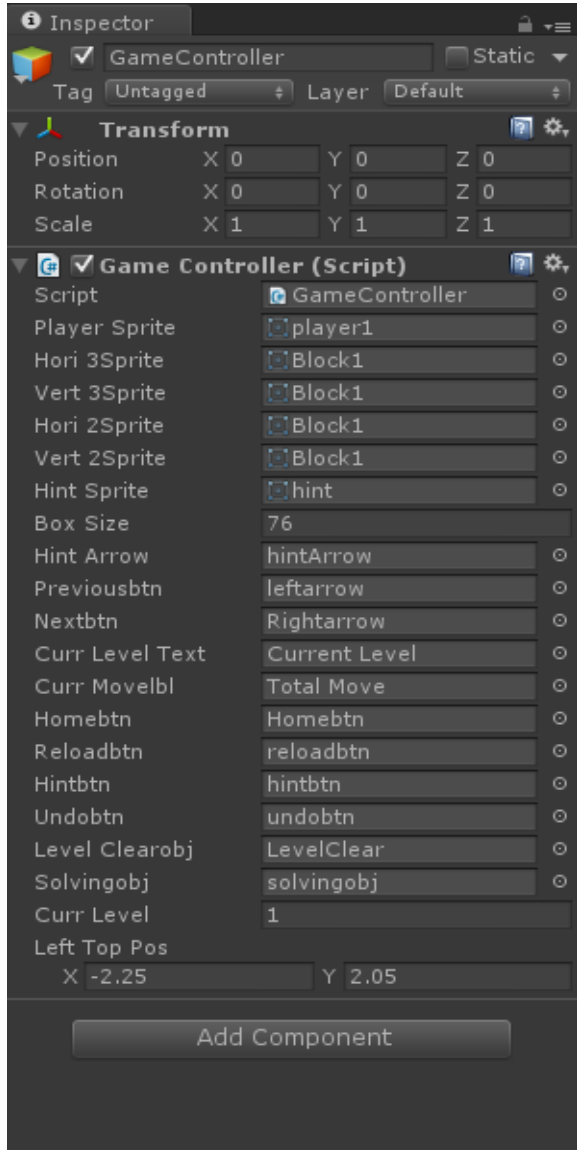 Inspector
GameController Static
Tag Untagged Layer Default
Transform
Position X 0 Y 0 Z 0
Rotation X 0 Y 0 Z 0
Scale X 1 Y 1 Z 1
Game Controller (Script)
Script GameController
Player Sprite player1
Hori 3Sprite Block1
Vert 3Sprite Block1
Hori 2Sprite Block1
Vert 2Sprite Block1
Hint Sprite hint
Box Size 76
Hint Arrow hintArrow
Previousbtn leftarrow
Nextbtn Rightarrow
Curr Level Text Current Level
Curr Movelbl Total Move
Homebtn Homebtn
Reloadbtn reloadbtn
Hintbtn hintbtn
Undobtn undobtn
Level Clearobj LevelClear
Solvingobj solvingobj
Curr Level 1
Left Top Pos
X -2.25 Y 2.05
Add Component